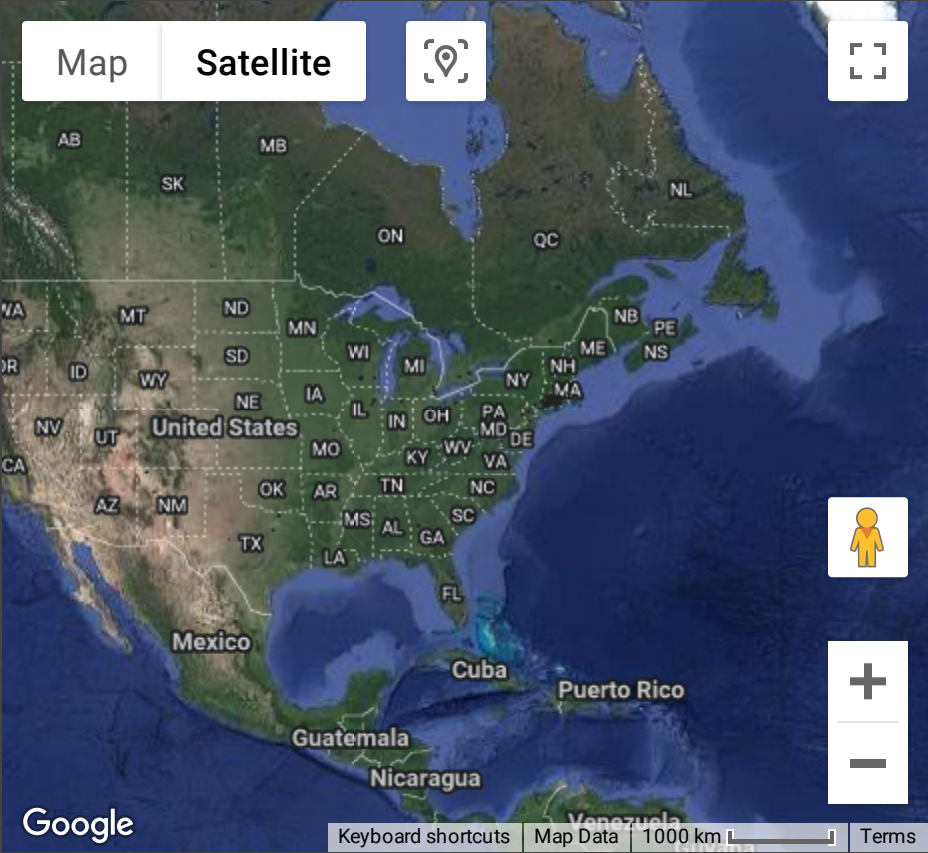 Map
Satellite
AB
MB
SK
NL
ON
QC
WA
MT
ND
MN
NB
PE
OR
ID
WY
SD
WI
MI
ME
NS
NH
NY
MA
NE
IA
IL
IN
OH
PA
NV
UT
United States
MD
DE
CA
MO
KY
WV
VA
AZ
NM
OK
AR
TN
NC
MS
AL
SC
GA
TX
LA
FL
Mexico
Cuba
Puerto Rico
Guatemala
Nicaragua
Venezuela
Google
Keyboard shortcuts
Map Data
1000 km
Terms
Guyana